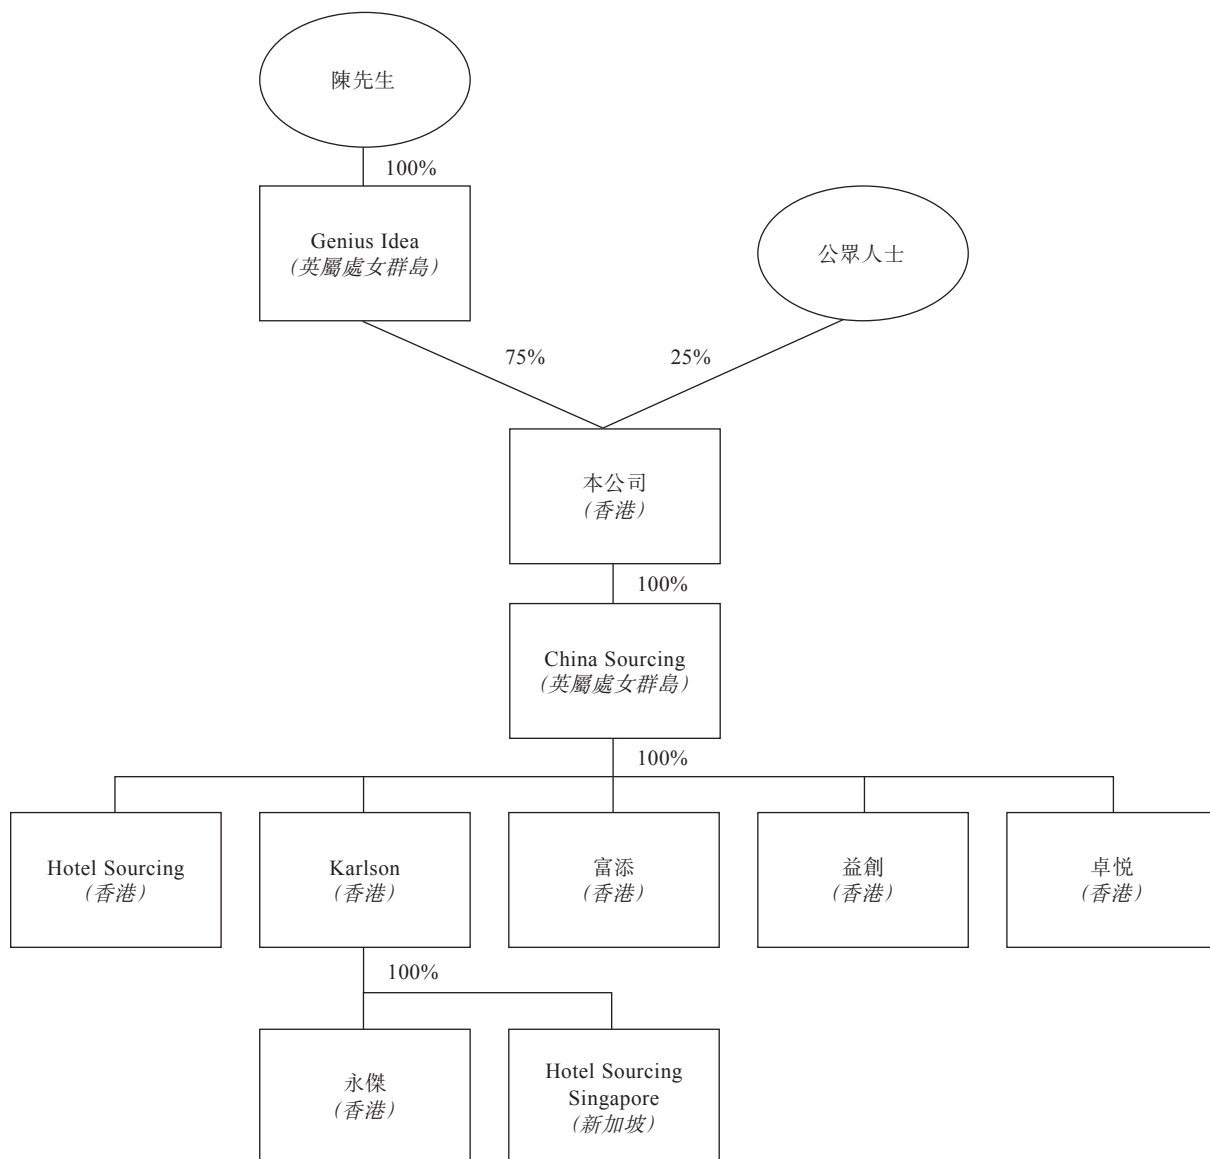 陳先生
100%
Genius Idea
(英屬處女群島)
公眾人士
75%
25%
本公司
(香港)
100%
China Sourcing
(英屬處女群島)
100%
Hotel Sourcing
(香港)
Karlson
(香港)
富添
(香港)
益創
(香港)
卓悦
(香港)
100%
永傑
(香港)
Hotel Sourcing
Singapore
(新加坡)